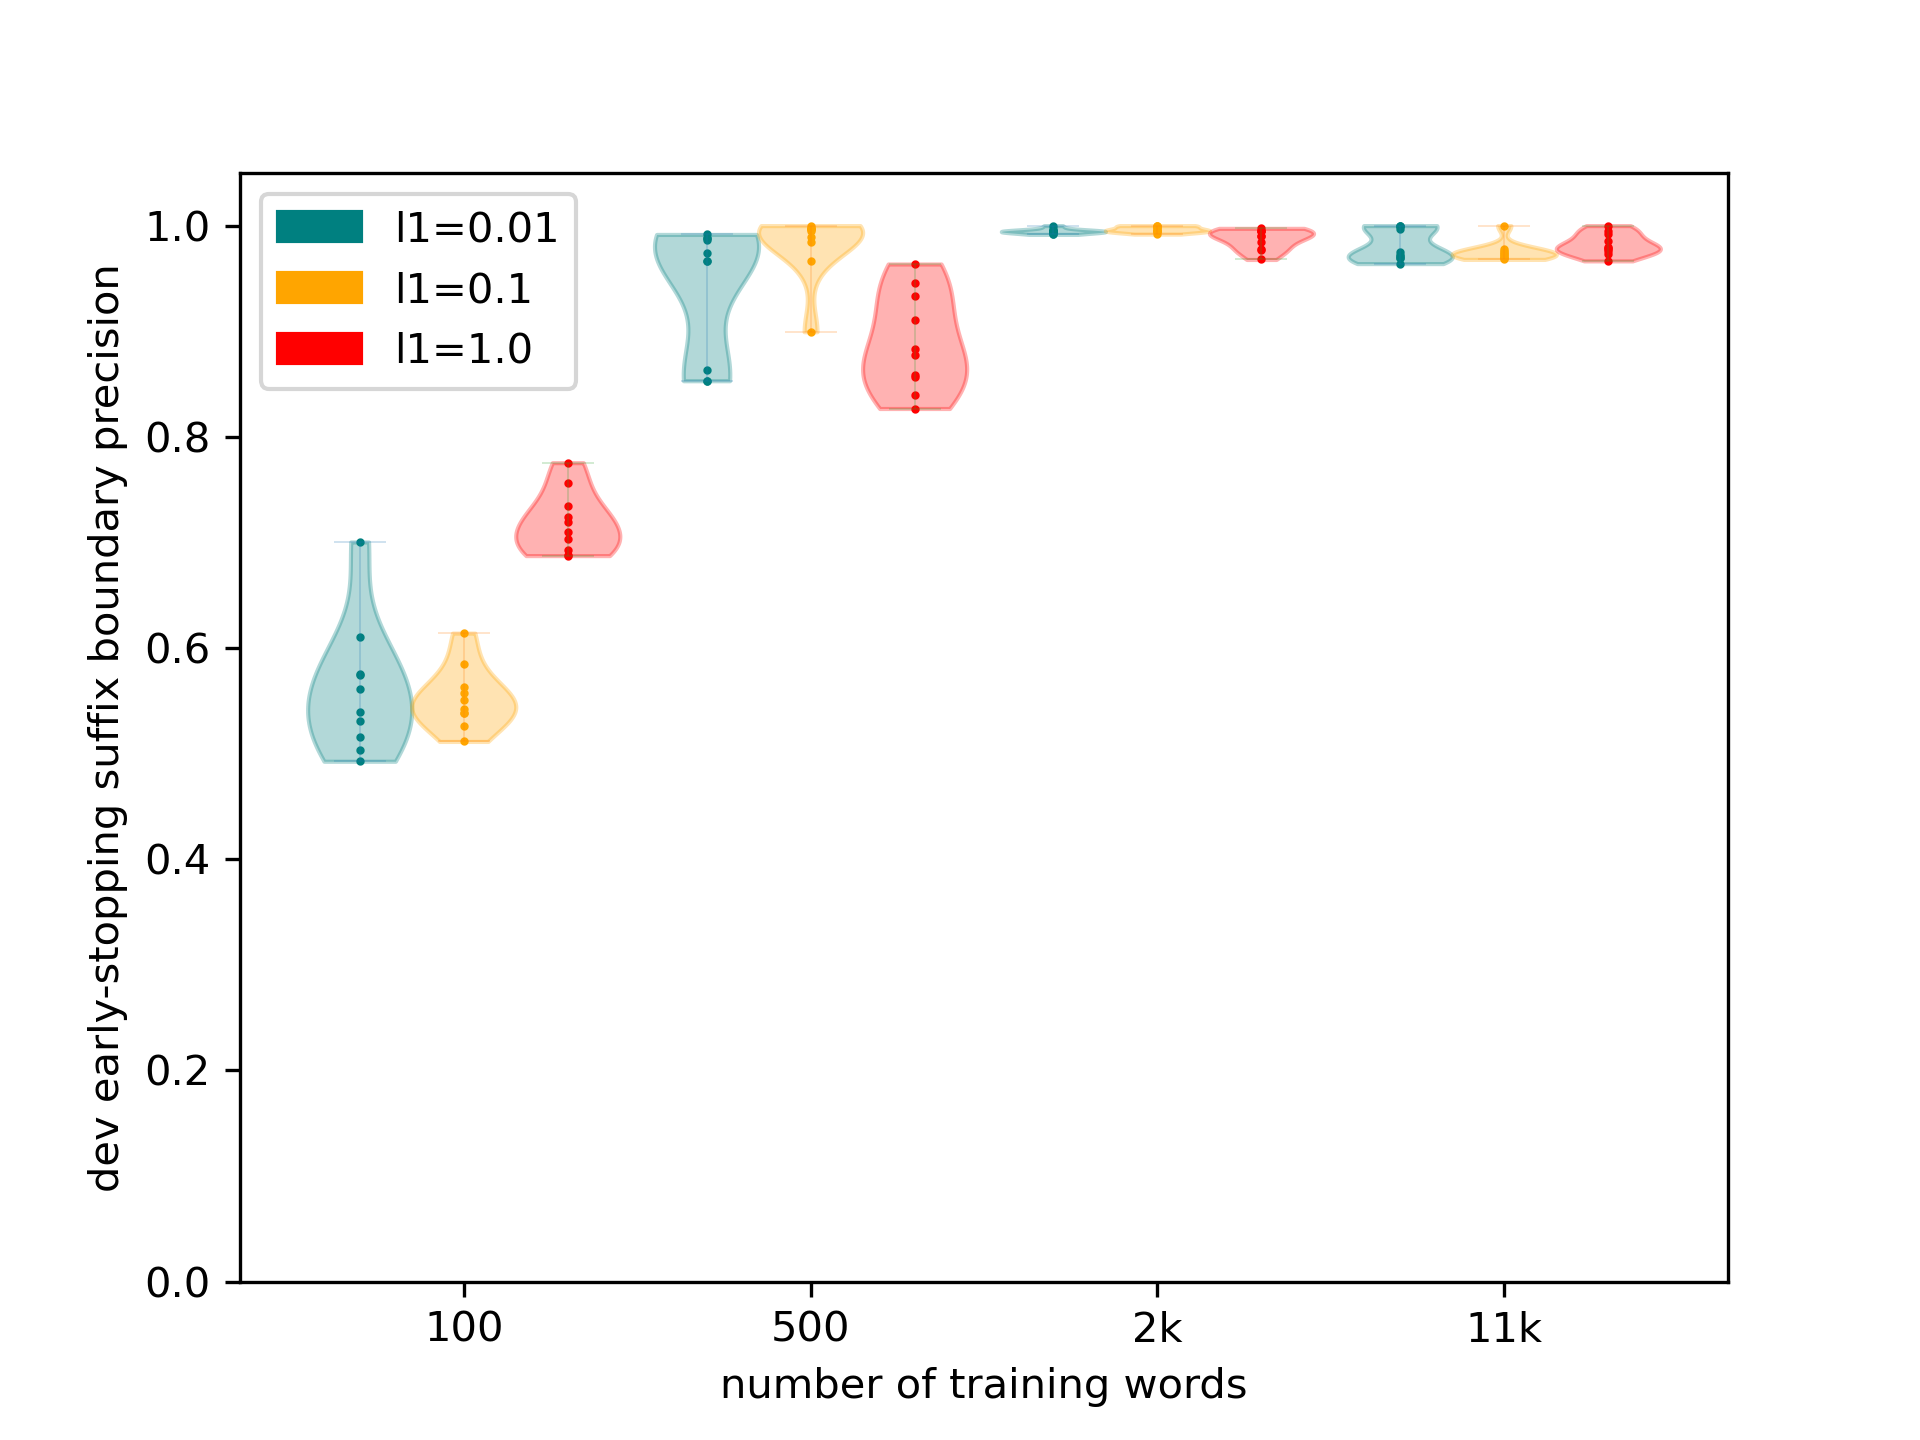 l1=0.01
l1=0.1
l1=1.0
dev early-stopping suffix boundary precision
1.0
0.8
0.6
0.4
0.2
0.0
100 500 2k 11k
number of training words